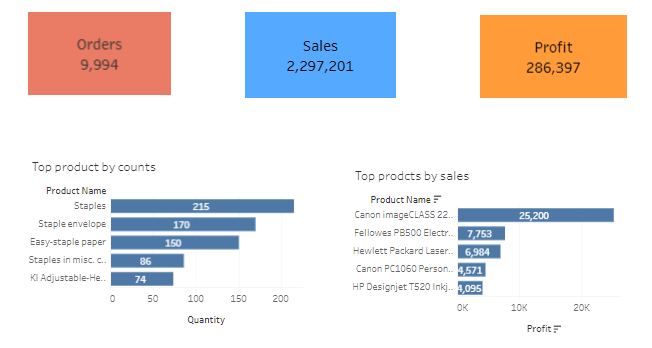 Orders
9,994
Sales
2,297,201
Profit
286,397
Top product by counts
Product Name
Staples
215
Staple envelope
170
Easy-staple paper
150
Staples in misc. c..
86
KI Adjustable-He..
74
0 50 100 150 200
Quantity
Top prodcts by sales
Product Name
Canon imageCLASS 22..
25,200
Fellowes PB500 Electr..
7,753
Hewlett Packard Laser..
6,984
Canon PC1060 Person..
4,571
HP Designjet T520 Inkj..
4,095
0K 10K 20K
Profit